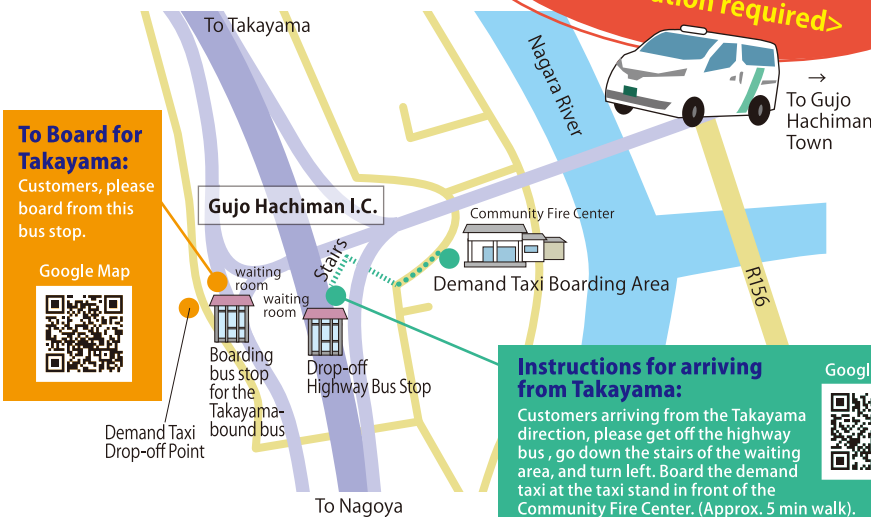 required>
To Takayama
Nagara River
→
To Gujo
Hachiman
Town
To Board for
Takayama:
Customers, please
board from this
bus stop.
Google Map
Gujo Hachiman I.C.
Stairs
Community Fire Center
Demand Taxi Boarding Area
waiting
room
waiting
room
R156
Boarding
bus stop
for the
Takayama-
bound bus
Drop-off
Highway Bus Stop
Demand Taxi
Drop-off Point
To Nagoya
Instructions for arriving
from Takayama:
Customers arriving from the Takayama
direction, please get off the highway
bus , go down the stairs of the waiting
area, and turn left. Board the demand
taxi at the taxi stand in front of the
Community Fire Center. (Approx. 5 min walk).